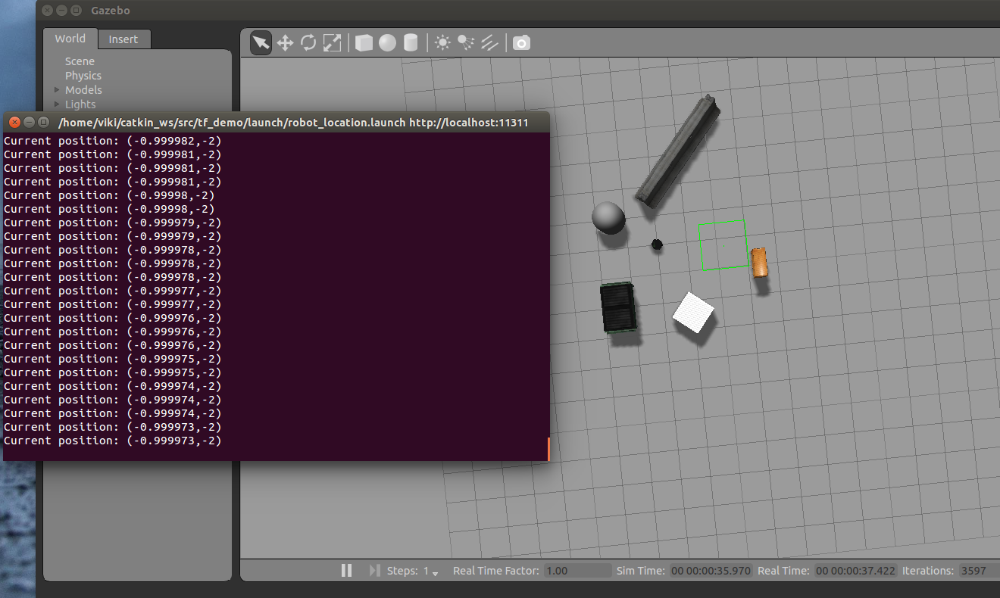 Gazebo
World Insert
Scene
Physics
Models
Lights
/home/viki/catkin_ws/src/tf_demo/launch/robot_location.launch http://localhost:11311
Current position: (-0.999982,-2)
Current position: (-0.999981,-2)
Current position: (-0.999981,-2)
Current position: (-0.999981,-2)
Current position: (-0.99998,-2)
Current position: (-0.99998,-2)
Current position: (-0.999979,-2)
Current position: (-0.999979,-2)
Current position: (-0.999978,-2)
Current position: (-0.999978,-2)
Current position: (-0.999978,-2)
Current position: (-0.999977,-2)
Current position: (-0.999977,-2)
Current position: (-0.999976,-2)
Current position: (-0.999976,-2)
Current position: (-0.999976,-2)
Current position: (-0.999975,-2)
Current position: (-0.999975,-2)
Current position: (-0.999974,-2)
Current position: (-0.999974,-2)
Current position: (-0.999974,-2)
Current position: (-0.999973,-2)
Current position: (-0.999973,-2)
Steps: 1 Real Time Factor: 1.00 Sim Time: 00 00:00:35.970 Real Time: 00 00:00:37.422 Iterations: 3597